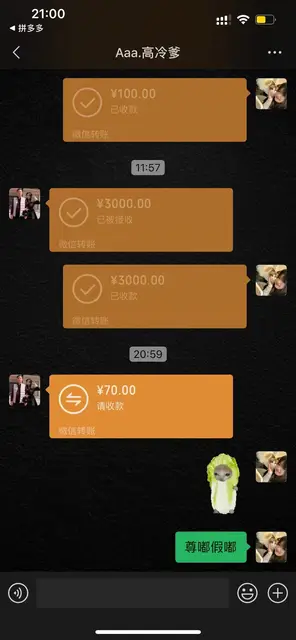 21:00
拼多多
Aaa.高冷爹
¥100.00
已收款
微信转账
11:57
¥3000.00
已被接收
微信转账
¥3000.00
已收款
微信转账
20:59
¥70.00
请收款
微信转账
尊嘟假嘟